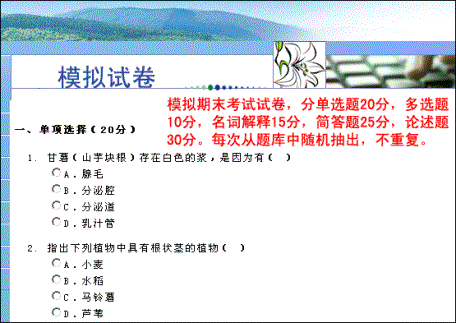 模拟试卷
模拟期末考试试卷，分单选题20分，多选题
10分，名词解释15分，简答题25分，论述题
30分。每次从题库中随机抽出，不重复。
一、单项选择（20分）
1. 甘薯（山芋块根）存在白色的浆，是因为有（ ）
A．腺毛
B．分泌腔
C．分泌道
D．乳汁管
2. 指出下列植物中具有根状茎的植物（ ）
A．小麦
B．水稻
C．马铃薯
D．芦苇